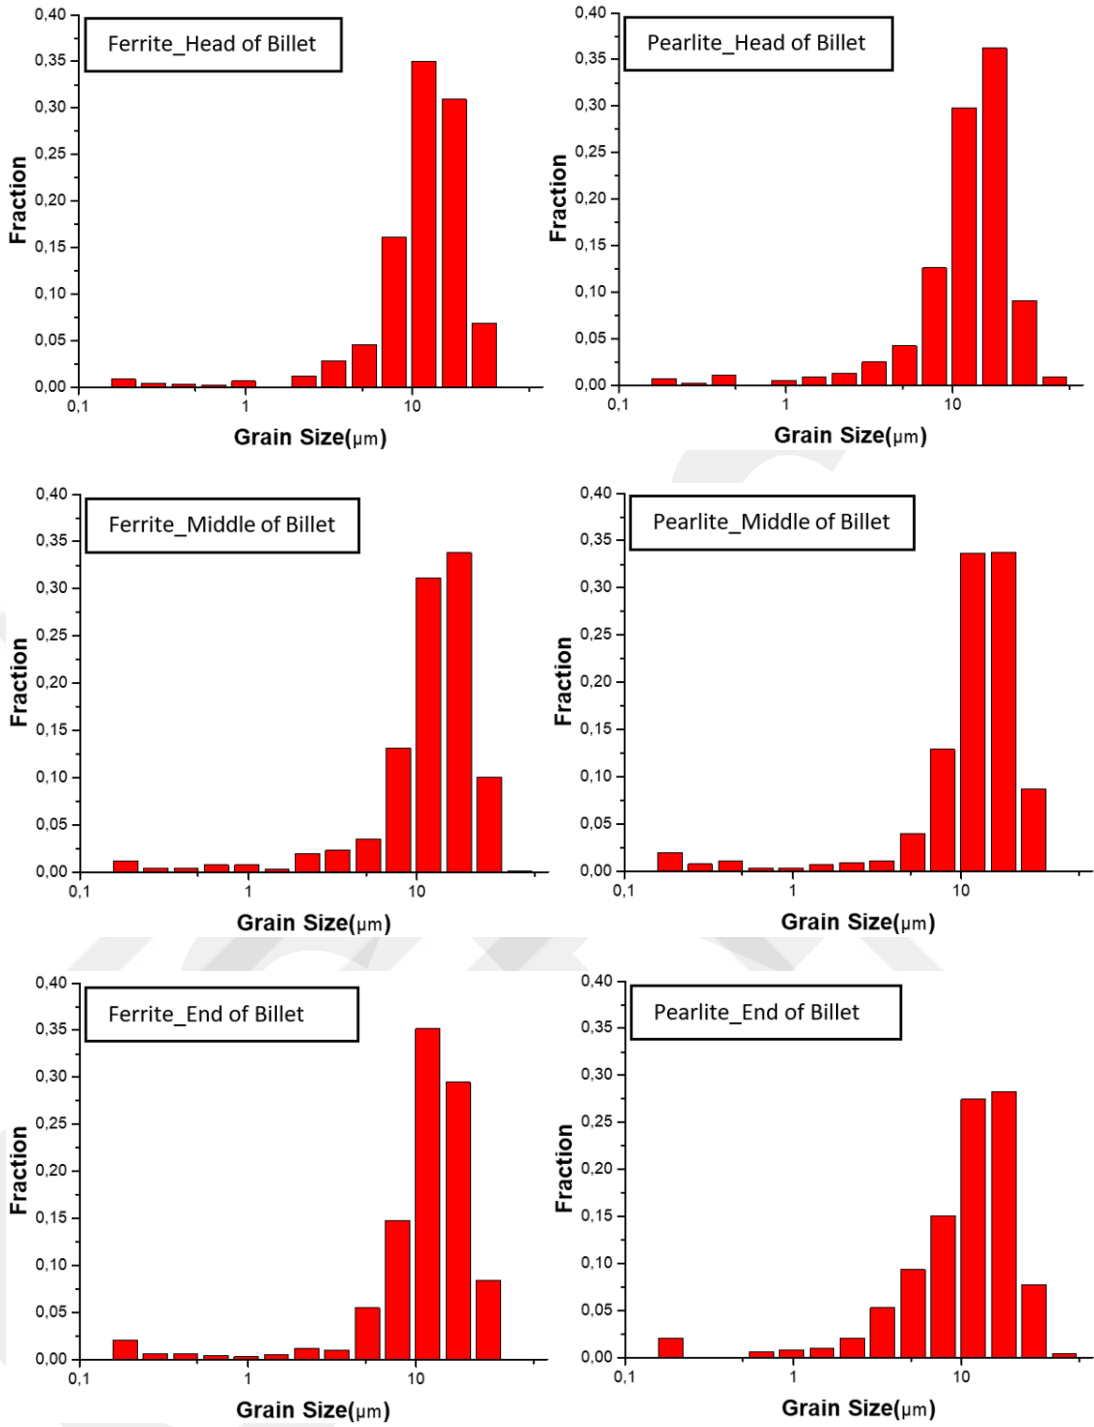 Ferrite_Head of Billet
0,40
0,35
0,30
0,25
0,20
0,15
0,10
0,05
0,00
Fraction
0,1 1 10
Grain Size(µm)
Pearlite_Head of Billet
0,40
0,35
0,30
0,25
0,20
0,15
0,10
0,05
0,00
Fraction
0,1 1 10
Grain Size(µm)
Ferrite_Middle of Billet
0,40
0,35
0,30
0,25
0,20
0,15
0,10
0,05
0,00
Fraction
0,1 1 10
Grain Size(µm)
Pearlite_Middle of Billet
0,40
0,35
0,30
0,25
0,20
0,15
0,10
0,05
0,00
Fraction
0,1 1 10
Grain Size(µm)
Ferrite_End of Billet
0,40
0,35
0,30
0,25
0,20
0,15
0,10
0,05
0,00
Fraction
0,1 1 10
Grain Size(µm)
Pearlite_End of Billet
0,40
0,35
0,30
0,25
0,20
0,15
0,10
0,05
0,00
Fraction
0,1 1 10
Grain Size(µm)